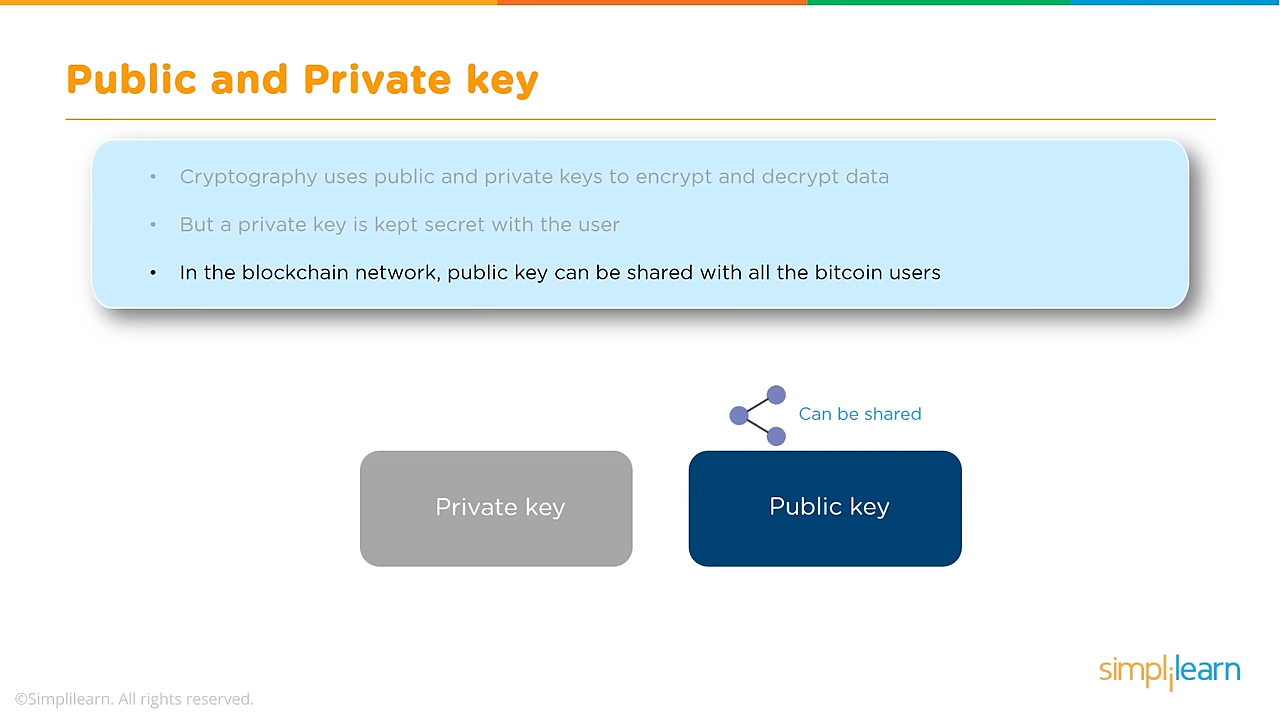 Public and Private key
• Cryptography uses public and private keys to encrypt and decrypt data
• But a private key is kept secret with the user
• In the blockchain network, public key can be shared with all the bitcoin users
Can be shared
Private key
Public key
simplilearn
©Simplilearn. All rights reserved.